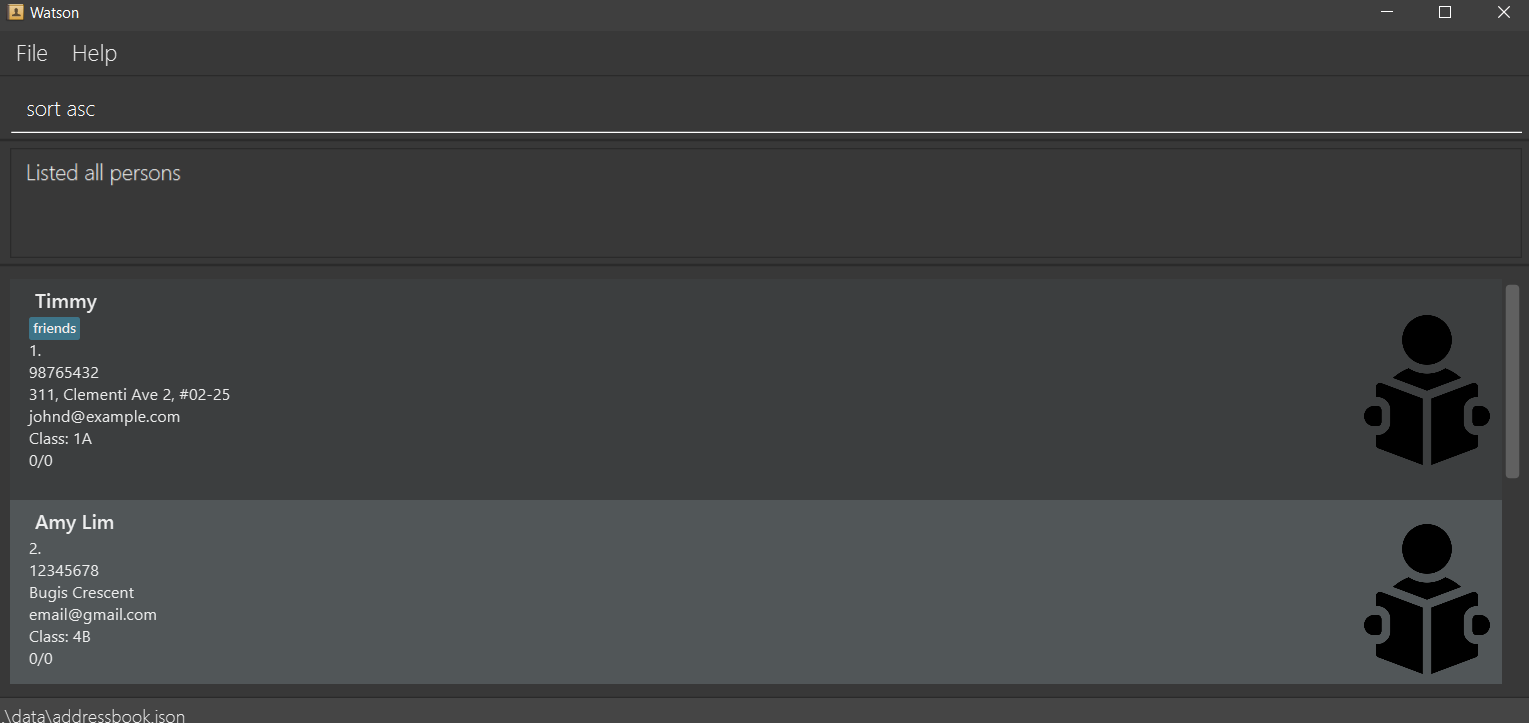 Watson
File Help
sort asc
Listed all persons
Timmy
friends
1.
98765432
311, Clementi Ave 2, #02-25
johnd@example.com
Class: 1A
0/0
Amy Lim
2.
12345678
Bugis Crescent
email@gmail.com
Class: 4B
0/0
.\data\addressbook.json